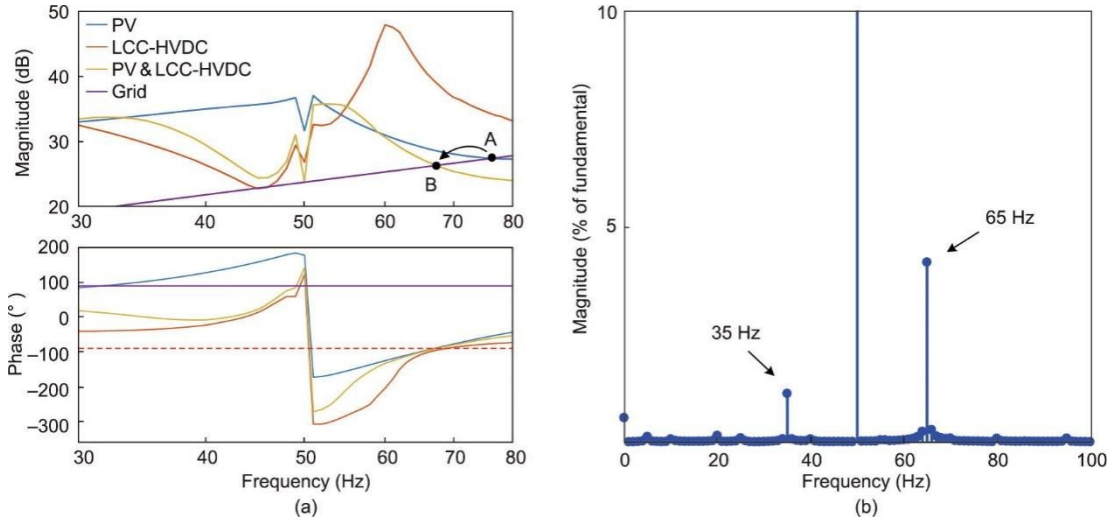 50
40
30
20
Magnitude (dB)
PV
LCC-HVDC
PV & LCC-HVDC
Grid
A
B
30
40
50
60
70
80
200
100
0
−100
−200
−300
Phase (°)
30
40
50
60
70
80
Frequency (Hz)
(a)
10
5
Magnitude (% of fundamental)
65 Hz
35 Hz
0
20
40
60
80
100
Frequency (Hz)
(b)